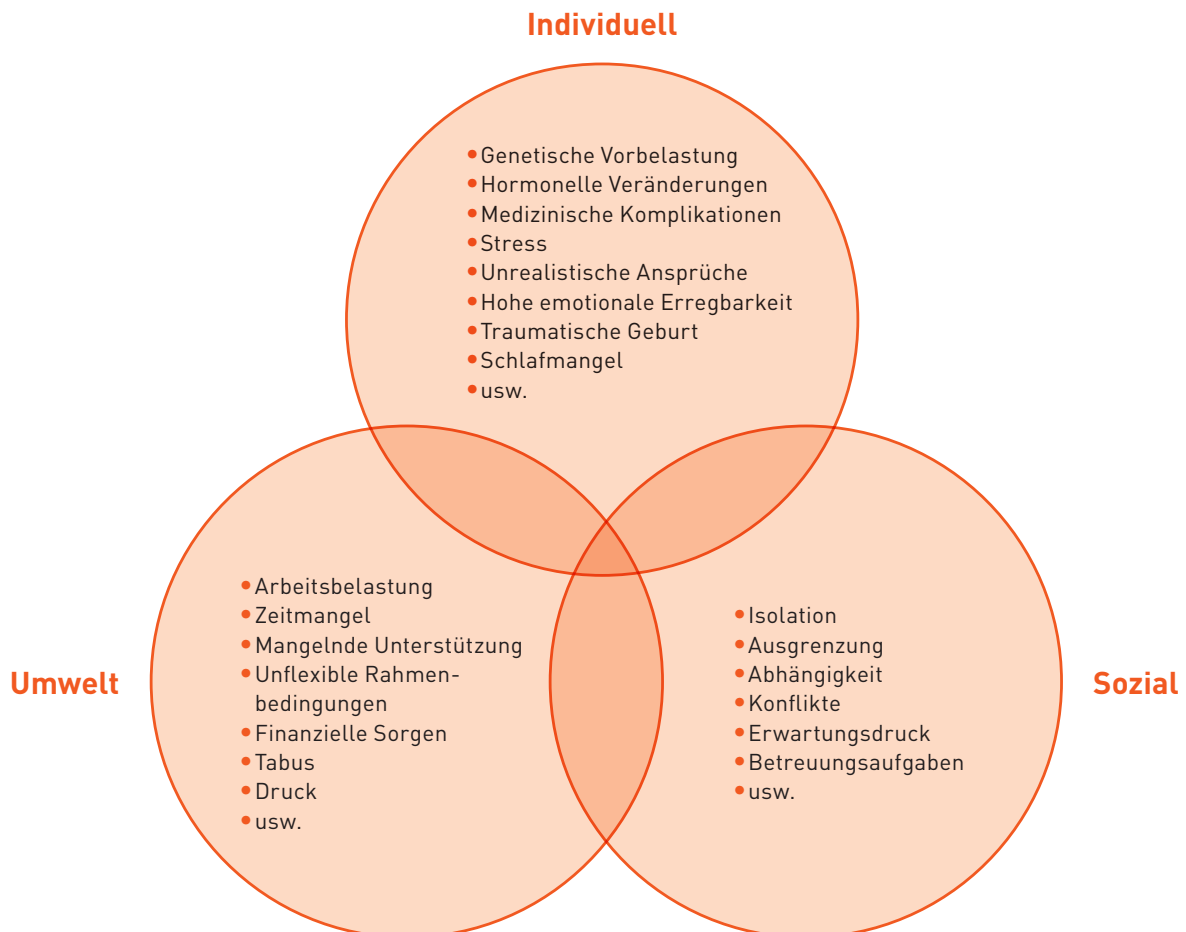 Individuell
• Genetische Vorbelastung
• Hormonelle Veränderungen
• Medizinische Komplikationen
• Stress
• Unrealistische Ansprüche
• Hohe emotionale Erregbarkeit
• Traumatische Geburt
• Schlafmangel
• usw.
Umwelt
• Arbeitsbelastung
• Zeitmangel
• Mangelnde Unterstützung
• Unflexible Rahmen-
bedingungen
• Finanzielle Sorgen
• Tabus
• Druck
• usw.
• Isolation
• Ausgrenzung
• Abhängigkeit
• Konflikte
• Erwartungsdruck
• Betreuungsaufgaben
• usw.
Sozial